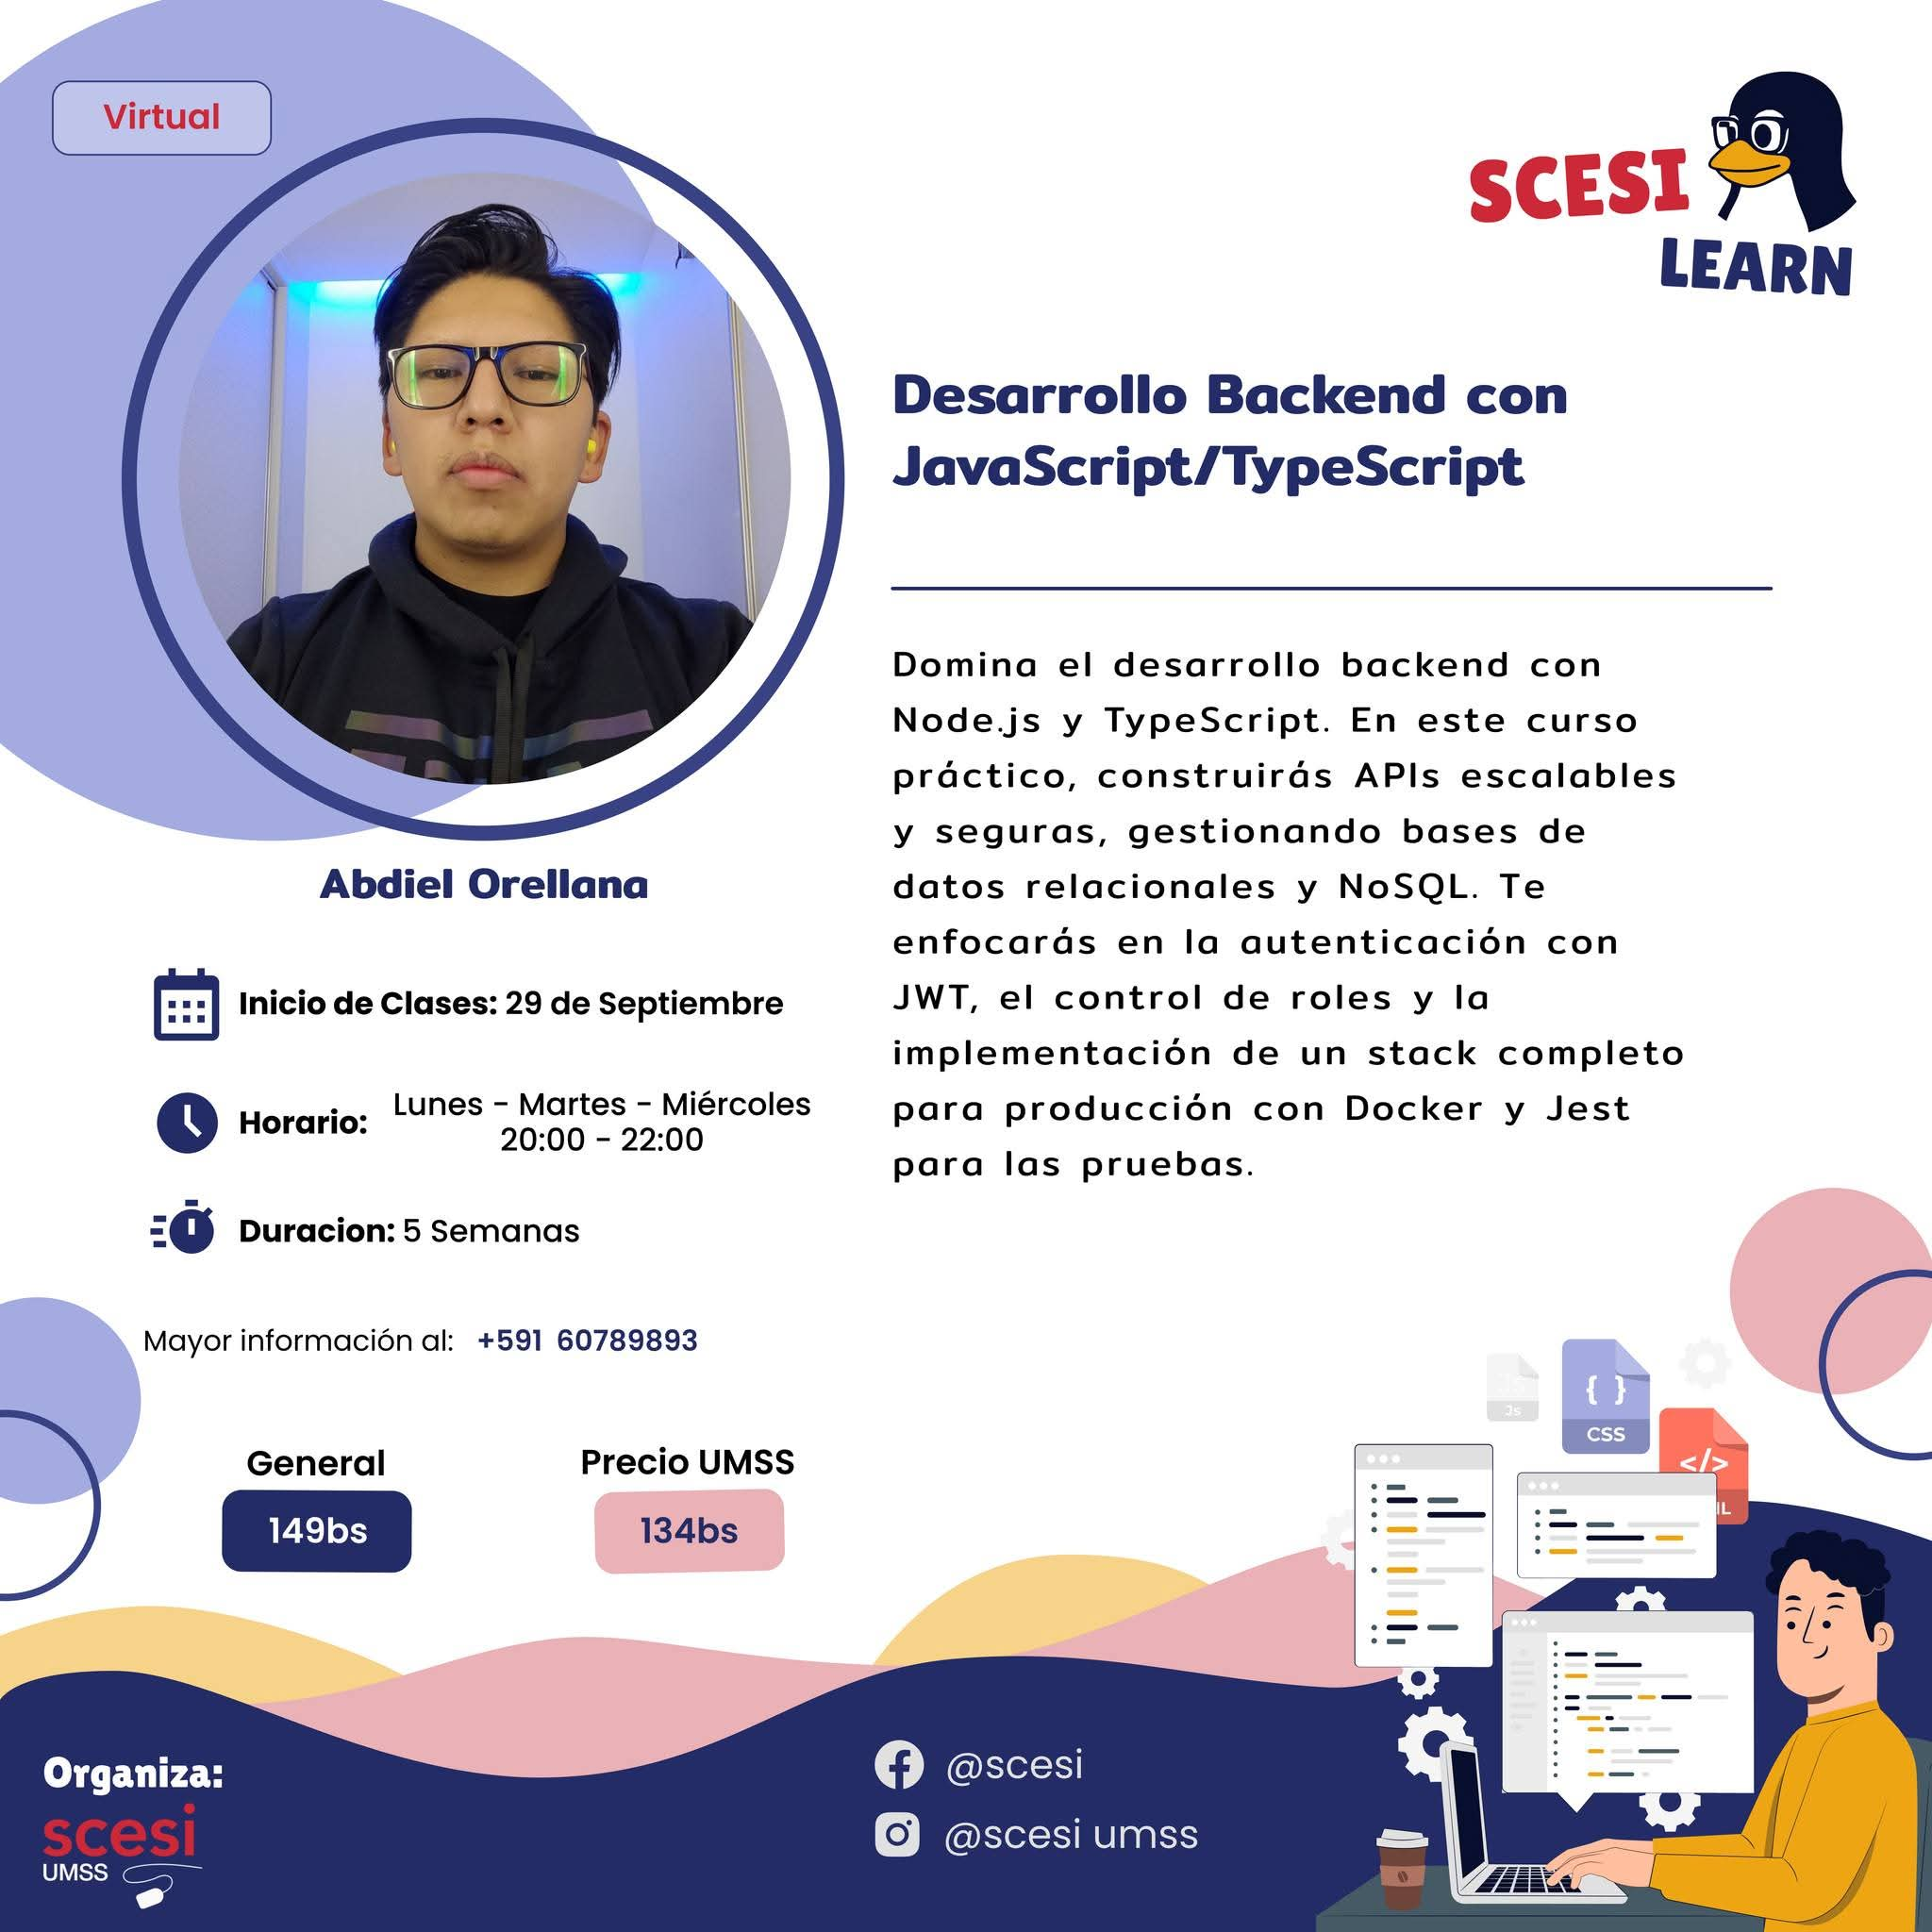 Virtual
SCESI
LEARN
Desarrollo Backend con
JavaScript/TypeScript
Domina el desarrollo backend con
Node.js y TypeScript. En este curso
práctico, construirás APIs escalables
y seguras, gestionando bases de
datos relacionales y NoSQL. Te
enfocarás en la autenticación con
JWT, el control de roles y la
implementación de un stack completo
para producción con Docker y Jest
para las pruebas.
Abdiel Orellana
Inicio de Clases: 29 de Septiembre
Horario: Lunes - Martes - Miércoles
20:00 - 22:00
Duracion: 5 Semanas
Mayor información al: +591 60789893
General
149bs
Precio UMSS
134bs
JS
Js
{ }
CSS
</>
Organiza:
scesi
UMSS
@scesi
@scesi umss